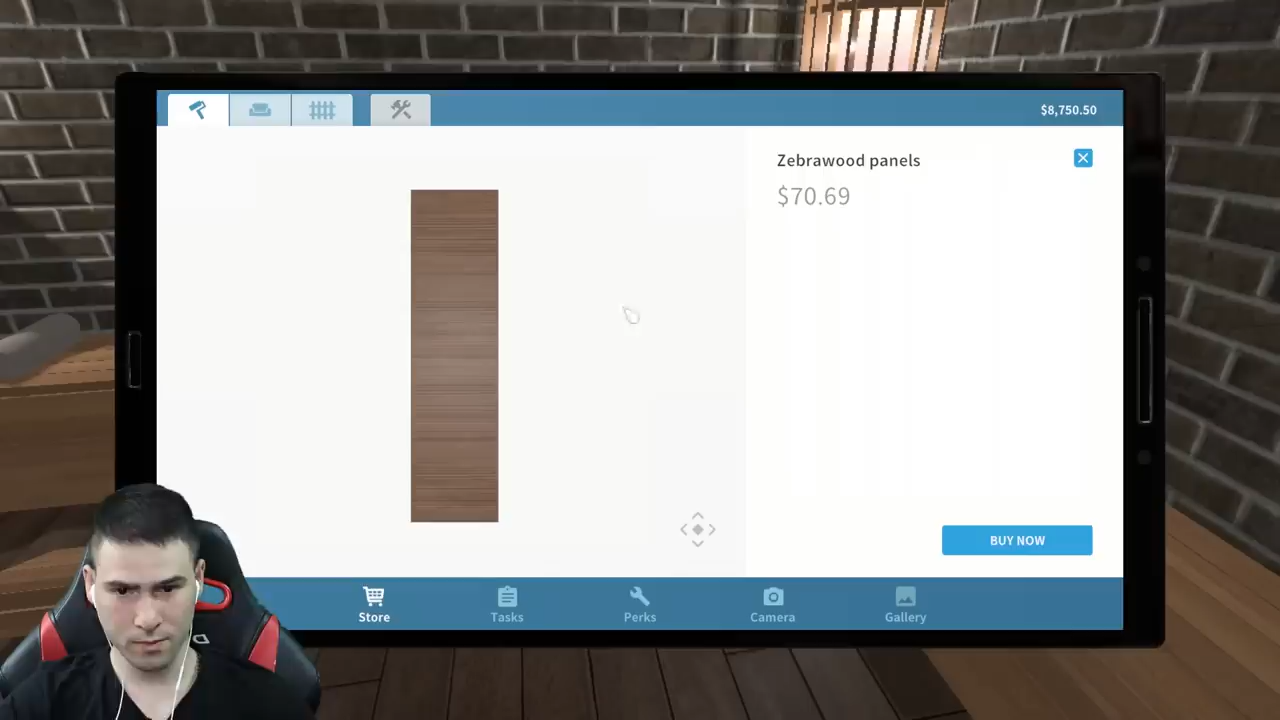 $8,750.50
Zebrawood panels
$70.69
BUY NOW
Store
Tasks
Perks
Camera
Gallery